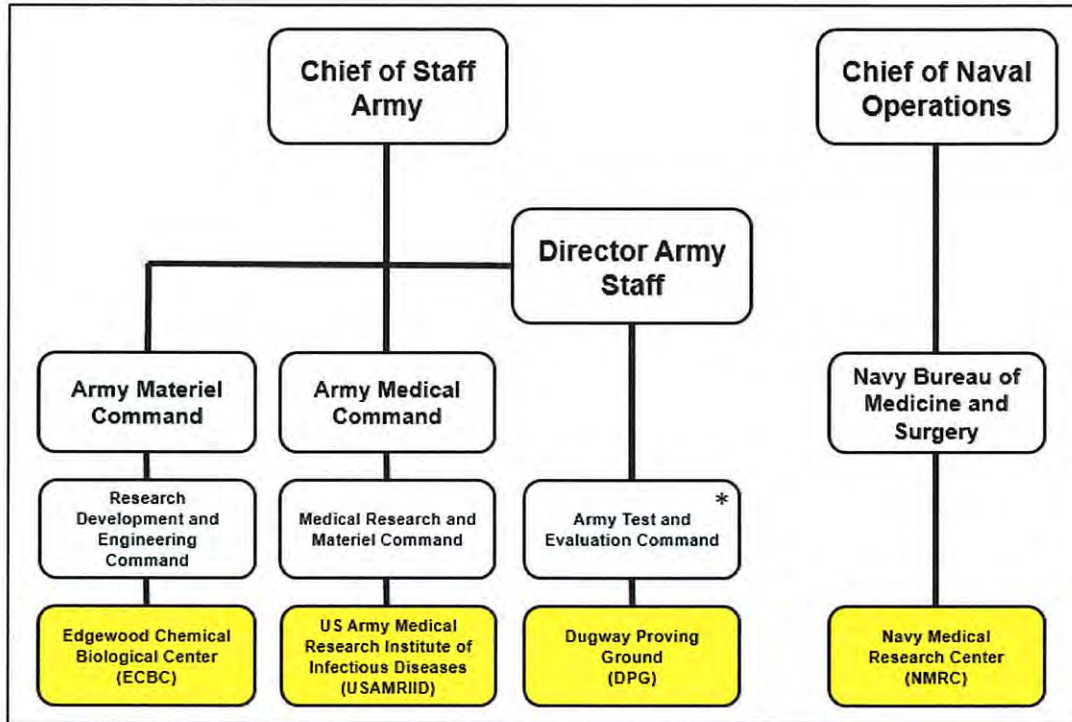 Chief of Staff
Army
Chief of Naval
Operations
Director Army
Staff
Army Materiel
Command
Army Medical
Command
Navy Bureau of
Medicine and
Surgery
Research
Development and
Engineering
Command
Medical Research and
Materiel Command
*
Army Test and
Evaluation Command
Edgewood Chemical
Biological Center
(ECBC)
US Army Medical
Research Institute of
Infectious Diseases
(USAMRIID)
Dugway Proving
Ground
(DPG)
Navy Medical
Research Center
(NMRC)